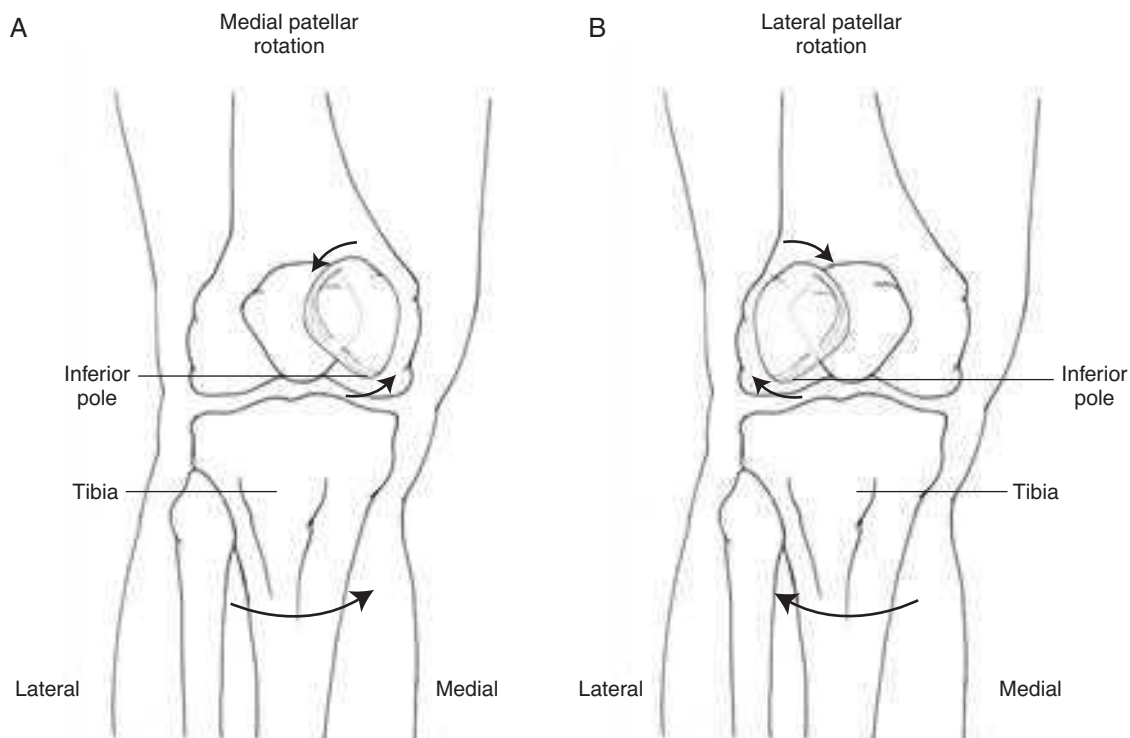 A
Medial patellar
rotation
Inferior
pole
Tibia
Lateral
Medial
B
Lateral patellar
rotation
Inferior
pole
Tibia
Lateral
Medial